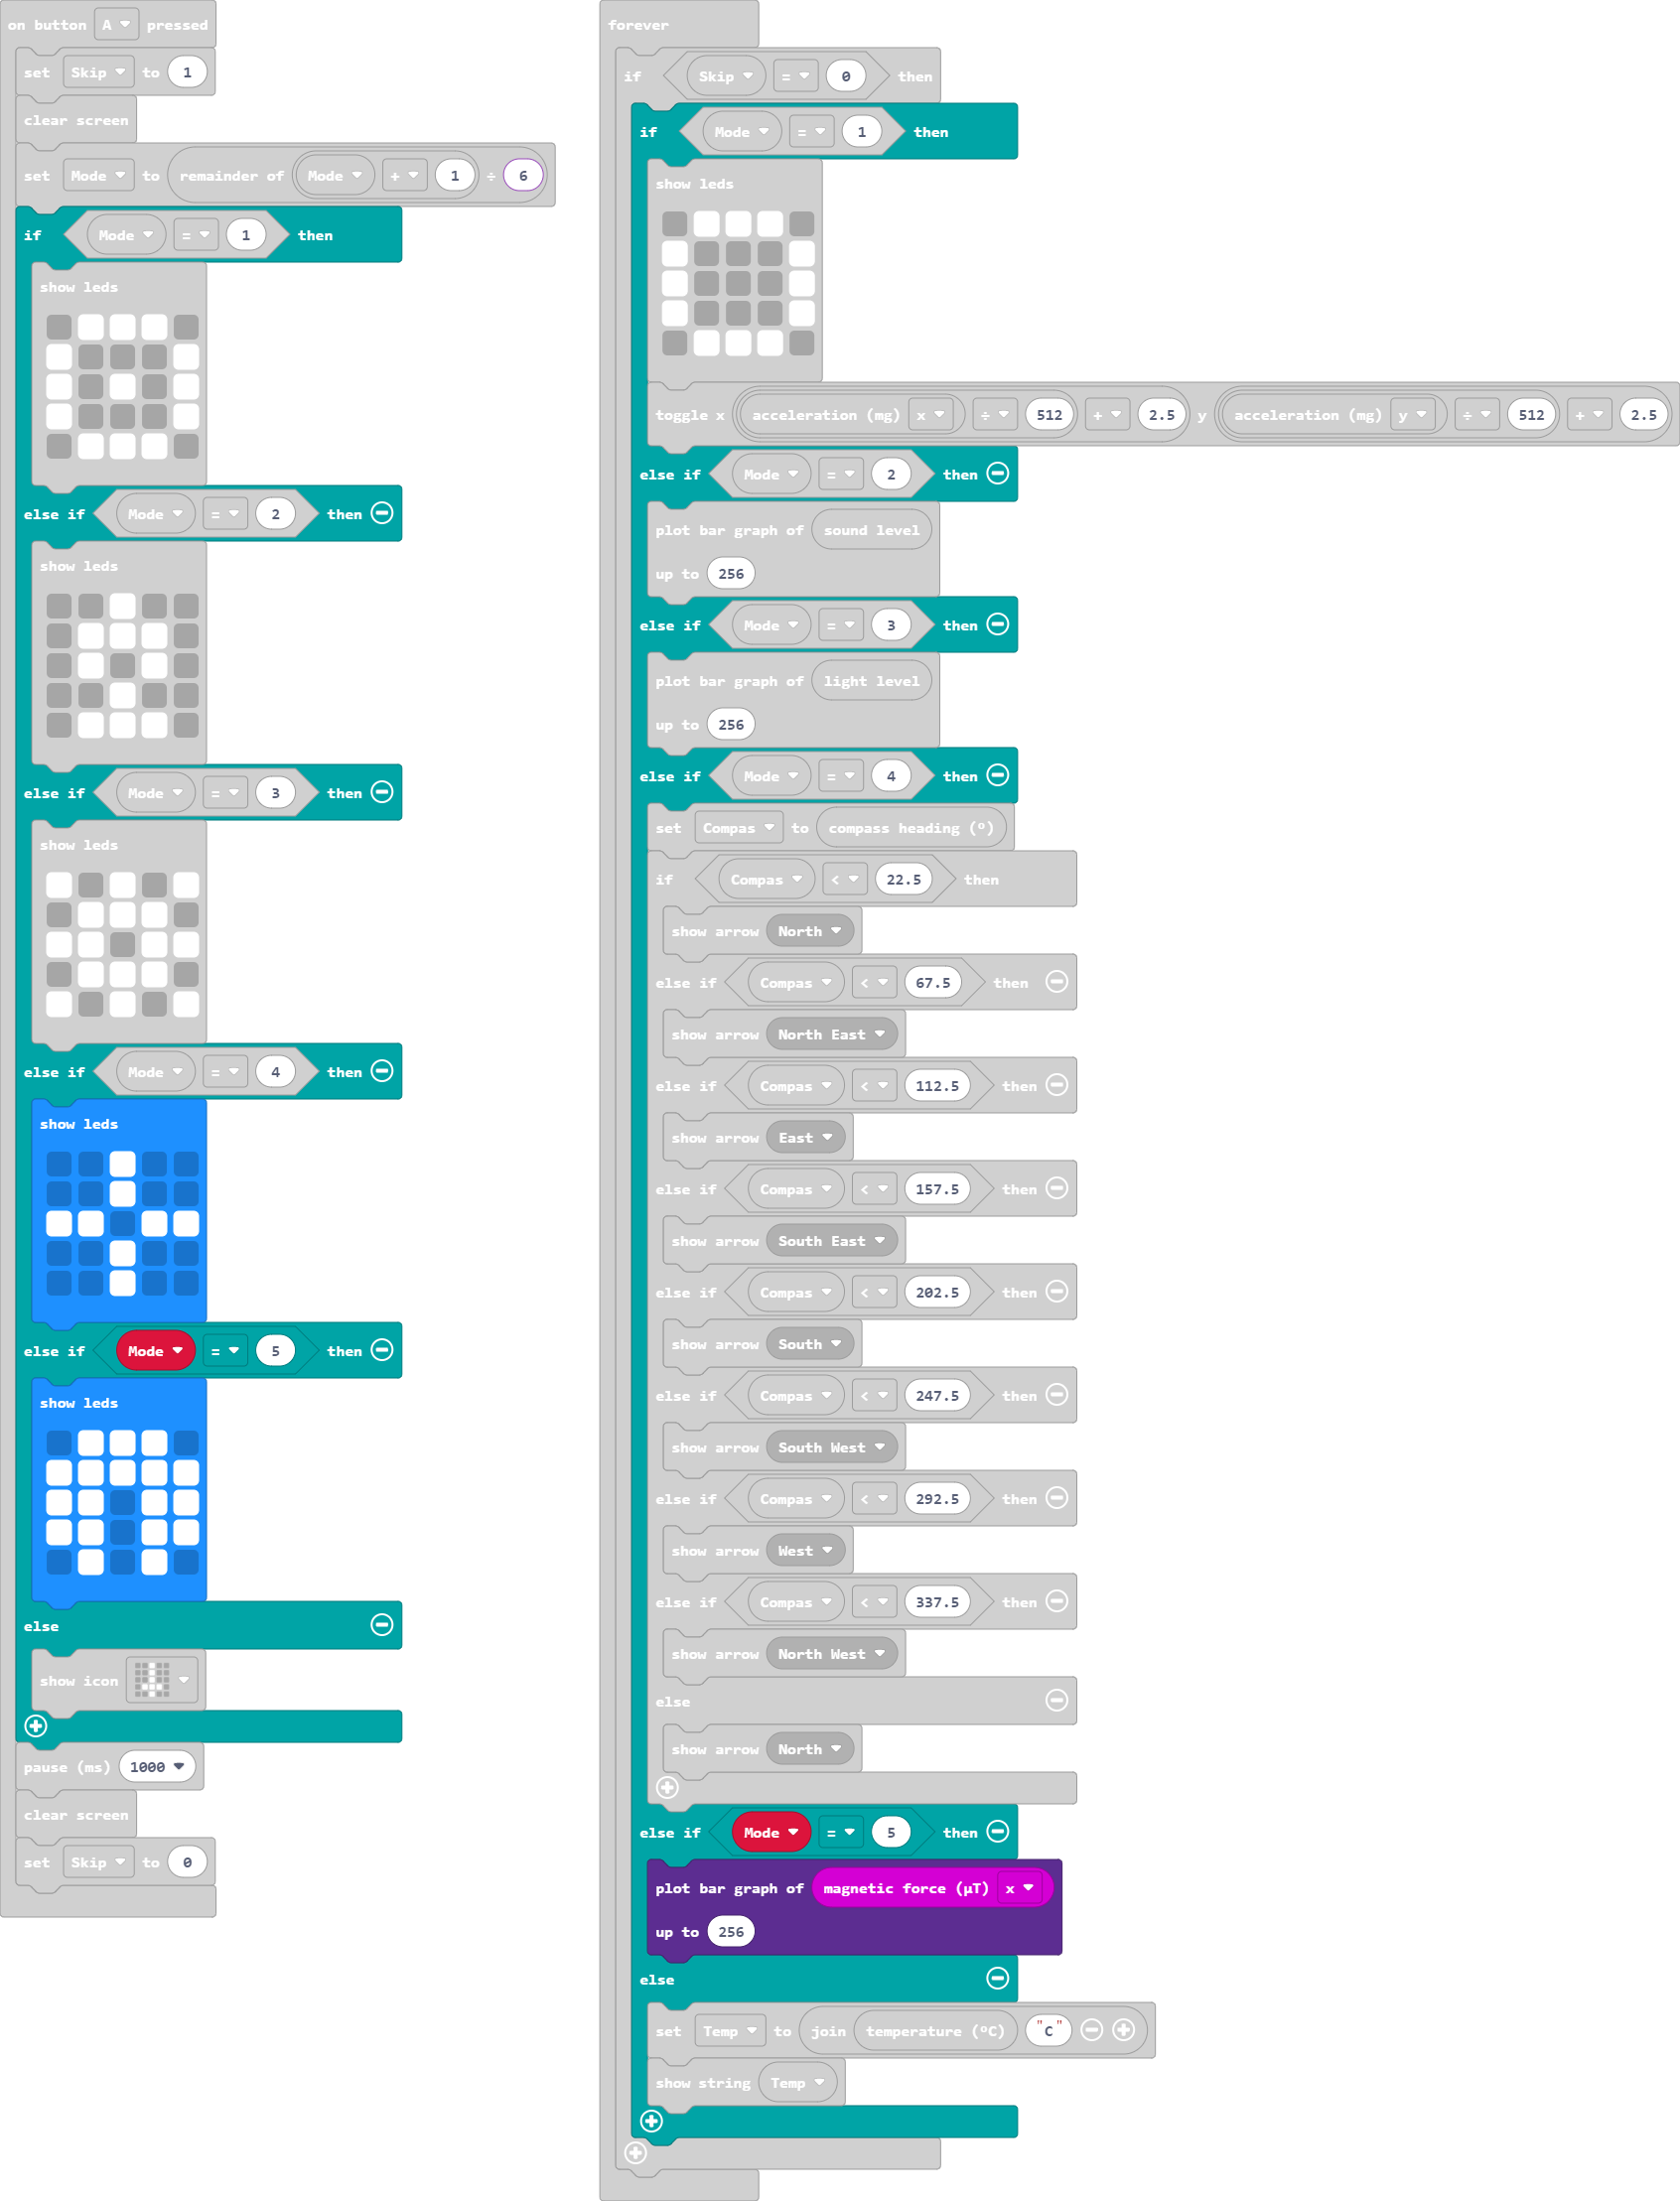 on button A pressed
set Skip to 1
clear screen
set Mode to remainder of Mode + 1 ÷ 6
if Mode = 1 then
show leds
else if Mode = 2 then
show leds
else if Mode = 3 then
show leds
else if Mode = 4 then
show leds
else if Mode = 5 then
show leds
else
show icon
pause (ms) 1000
clear screen
set Skip to 0
forever
if Skip = 0 then
if Mode = 1 then
show leds
toggle x acceleration (mg) x ÷ 512 + 2.5 y acceleration (mg) y ÷ 512 + 2.5
else if Mode = 2 then
plot bar graph of sound level
up to 256
else if Mode = 3 then
plot bar graph of light level
up to 256
else if Mode = 4 then
set Compas to compass heading (º)
if Compas < 22.5 then
show arrow North
else if Compas < 67.5 then
show arrow North East
else if Compas < 112.5 then
show arrow East
else if Compas < 157.5 then
show arrow South East
else if Compas < 202.5 then
show arrow South
else if Compas < 247.5 then
show arrow South West
else if Compas < 292.5 then
show arrow West
else if Compas < 337.5 then
show arrow North West
else
show arrow North
else if Mode = 5 then
plot bar graph of magnetic force (µT) x
up to 256
else
set Temp to join temperature (ºC) "C"
show string Temp